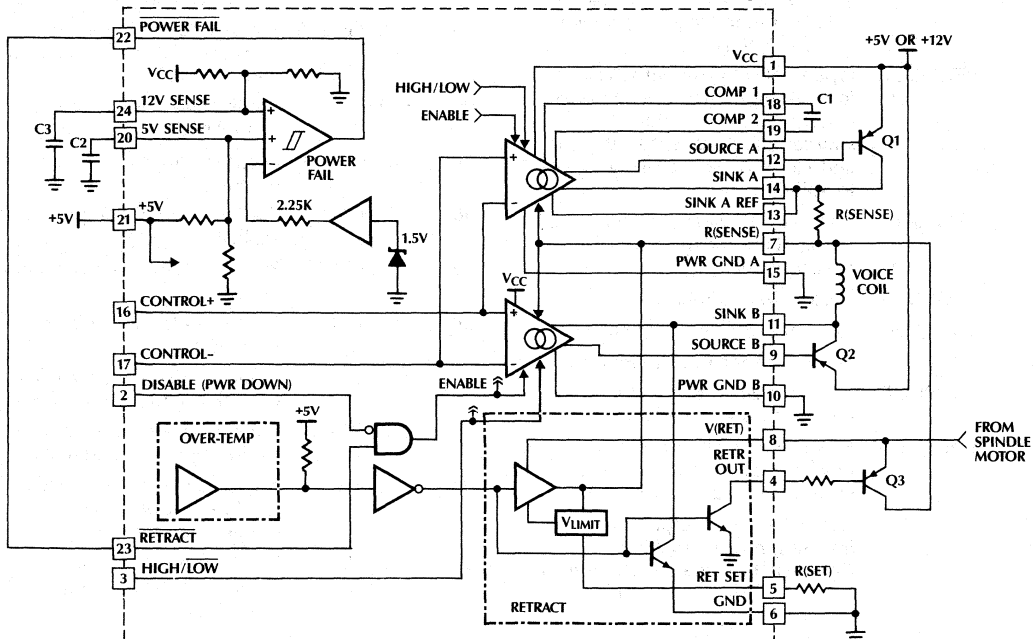 POWER FAIL
22
VCC
12V SENSE
24
C3
5V SENSE
20
C2
POWER
FAIL
+5V
21
+5V
2.25K
1.5V
CONTROL+
16
CONTROL-
17
DISABLE (PWR DOWN)
2
ENABLE
+5V
OVER-TEMP
RETRACT
23
HIGH/LOW
3
HIGH/LOW
ENABLE
VCC
VLIMIT
RETRACT
+5V OR +12V
VCC
1
COMP 1
18
C1
COMP 2
19
SOURCE A
12
Q1
SINK A
14
SINK A REF
13
R(SENSE)
R(SENSE)
7
PWR GND A
15
VOICE
COIL
SINK B
11
SOURCE B
9
Q2
PWR GND B
10
V(RET)
8
FROM
SPINDLE
MOTOR
RETR
OUT
4
Q3
RET SET
5
R(SET)
GND
6